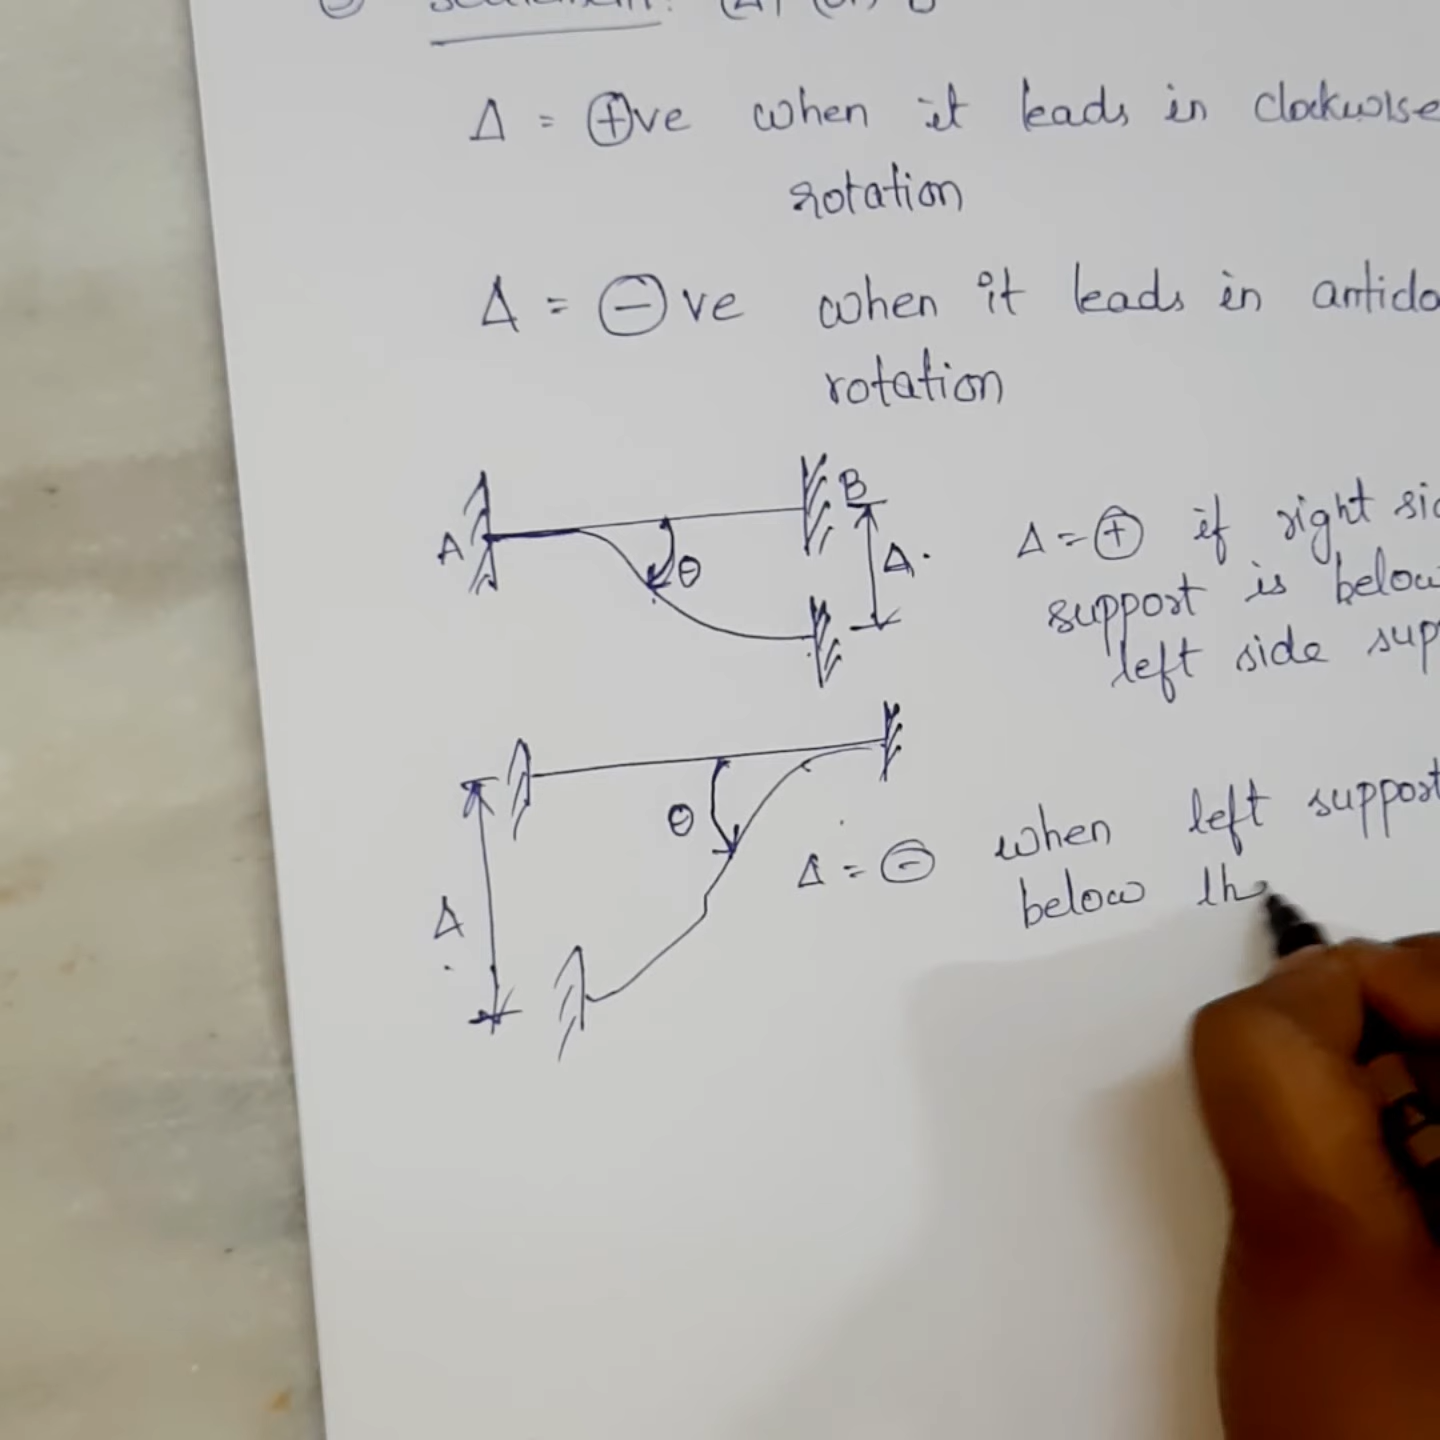 Δ = ⊕ve when it leads in clockwise
rotation
Δ = ⊖ve when it leads in anticlo
rotation
A
B
θ
Δ
Δ = ⊕ if right sid
support is below
left side supp
θ
Δ
Δ = ⊖ when left support
below th